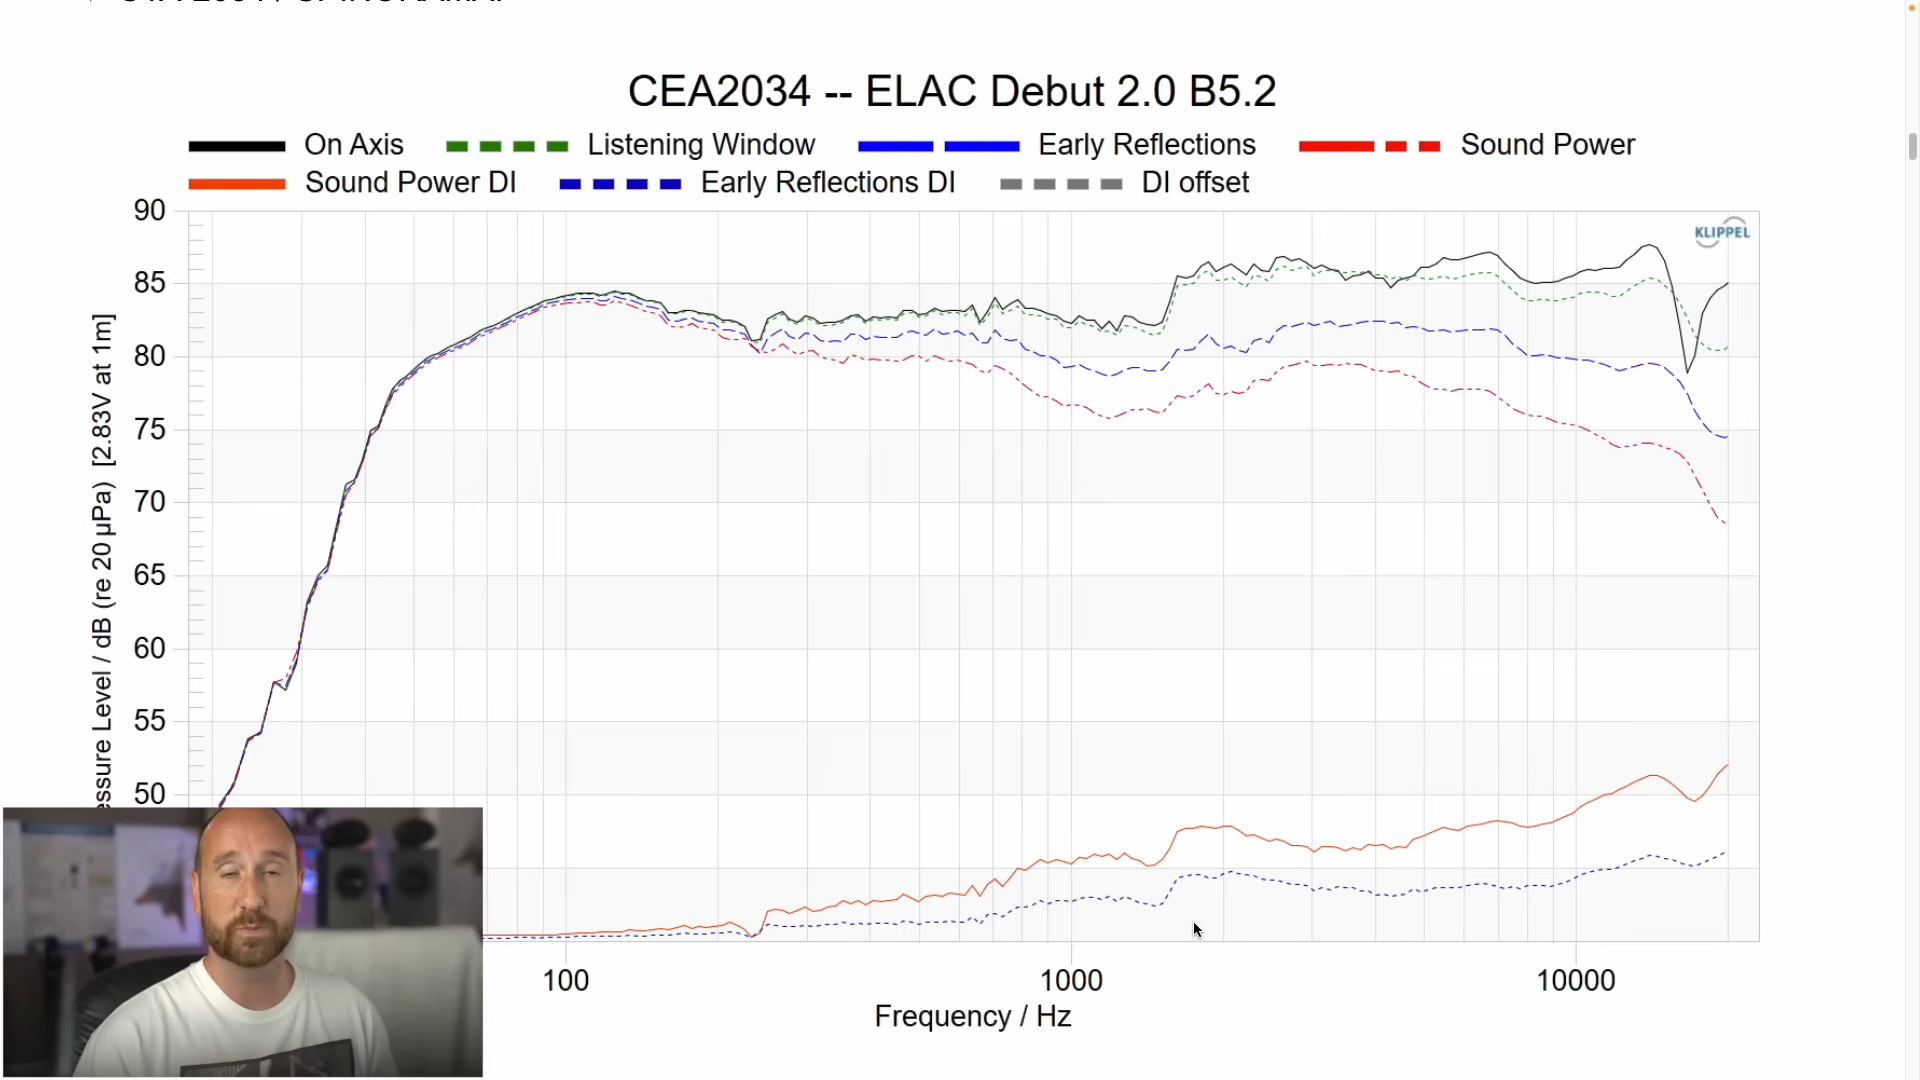 CEA2034 -- ELAC Debut 2.0 B5.2
On Axis Listening Window Early Reflections Sound Power
Sound Power DI Early Reflections DI DI offset
90
KLIPPEL
85
80
75
70
65
60
55
50
essure Level / dB (re 20 µPa) [2.83V at 1m]
100 1000 10000
Frequency / Hz